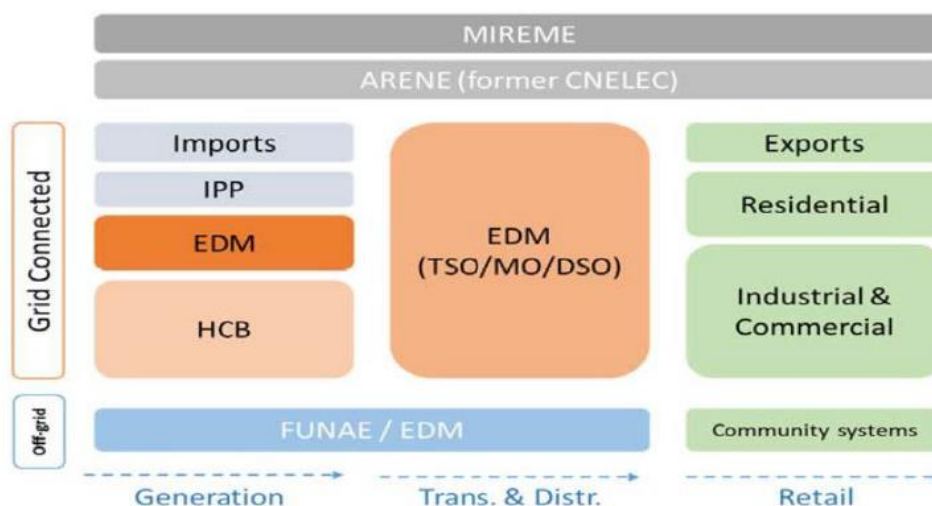 MIREME
ARENE (former CNELEC)
Grid Connected
Imports
IPP
EDM
HCB
EDM
(TSO/MO/DSO)
Exports
Residential
Industrial &
Commercial
Off-grid
FUNAE / EDM
Community systems
Generation
Trans. & Distr.
Retail